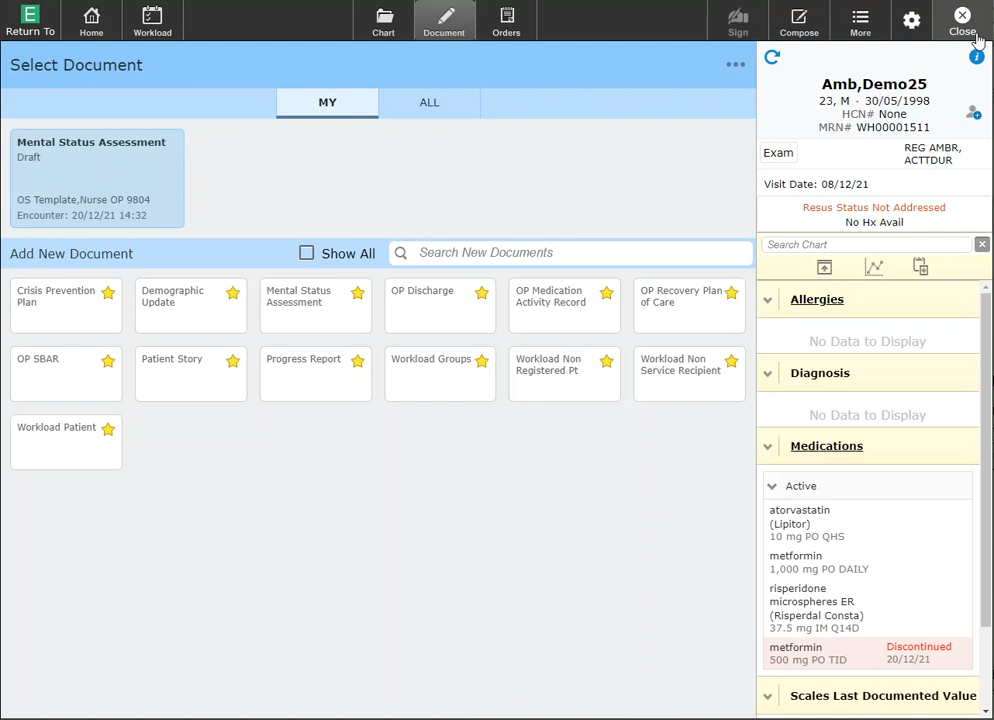 E
Return To
Home
Workload
Chart
Document
Orders
Sign
Compose
More
Close
Select Document
MY
ALL
Mental Status Assessment
Draft
OS Template,Nurse OP 9804
Encounter: 20/12/21 14:32
Add New Document
Show All
Search New Documents
Crisis Prevention
Plan
Demographic
Update
Mental Status
Assessment
OP Discharge
OP Medication
Activity Record
OP Recovery Plan
of Care
OP SBAR
Patient Story
Progress Report
Workload Groups
Workload Non
Registered Pt
Workload Non
Service Recipient
Workload Patient
i
Amb,Demo25
23, M · 30/05/1998
HCN# None
MRN# WH00001511
Exam
REG AMBR,
ACTTDUR
Visit Date: 08/12/21
Resus Status Not Addressed
No Hx Avail
Search Chart
Allergies
No Data to Display
Diagnosis
No Data to Display
Medications
Active
atorvastatin
(Lipitor)
10 mg PO QHS
metformin
1,000 mg PO DAILY
risperidone
microspheres ER
(Risperdal Consta)
37.5 mg IM Q14D
metformin Discontinued
500 mg PO TID 20/12/21
Scales Last Documented Value